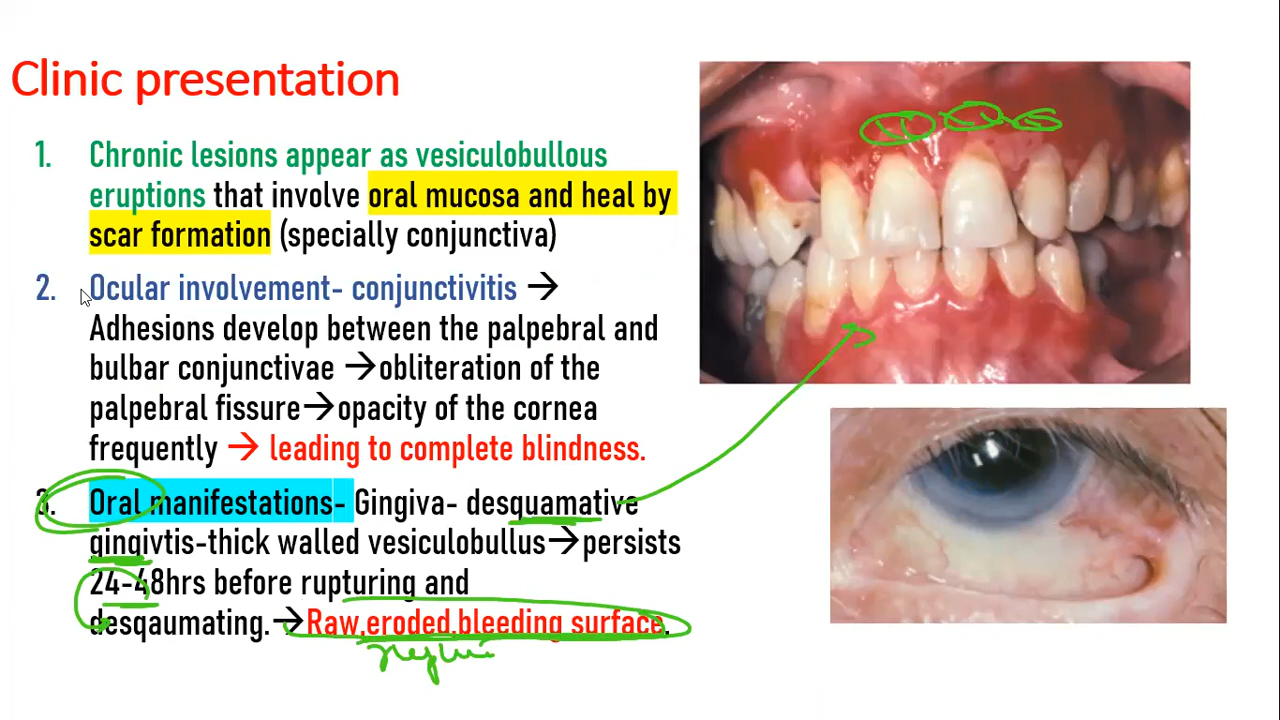 Clinic presentation
1. Chronic lesions appear as vesiculobullous
eruptions that involve oral mucosa and heal by
scar formation (specially conjunctiva)
2. Ocular involvement- conjunctivitis →
Adhesions develop between the palpebral and
bulbar conjunctivae →obliteration of the
palpebral fissure→opacity of the cornea
frequently → leading to complete blindness.
3. Oral manifestations- Gingiva- desquamative
gingivtis-thick walled vesiculobullus→persists
24-48hrs before rupturing and
desqaumating.→Raw,eroded,bleeding surface.